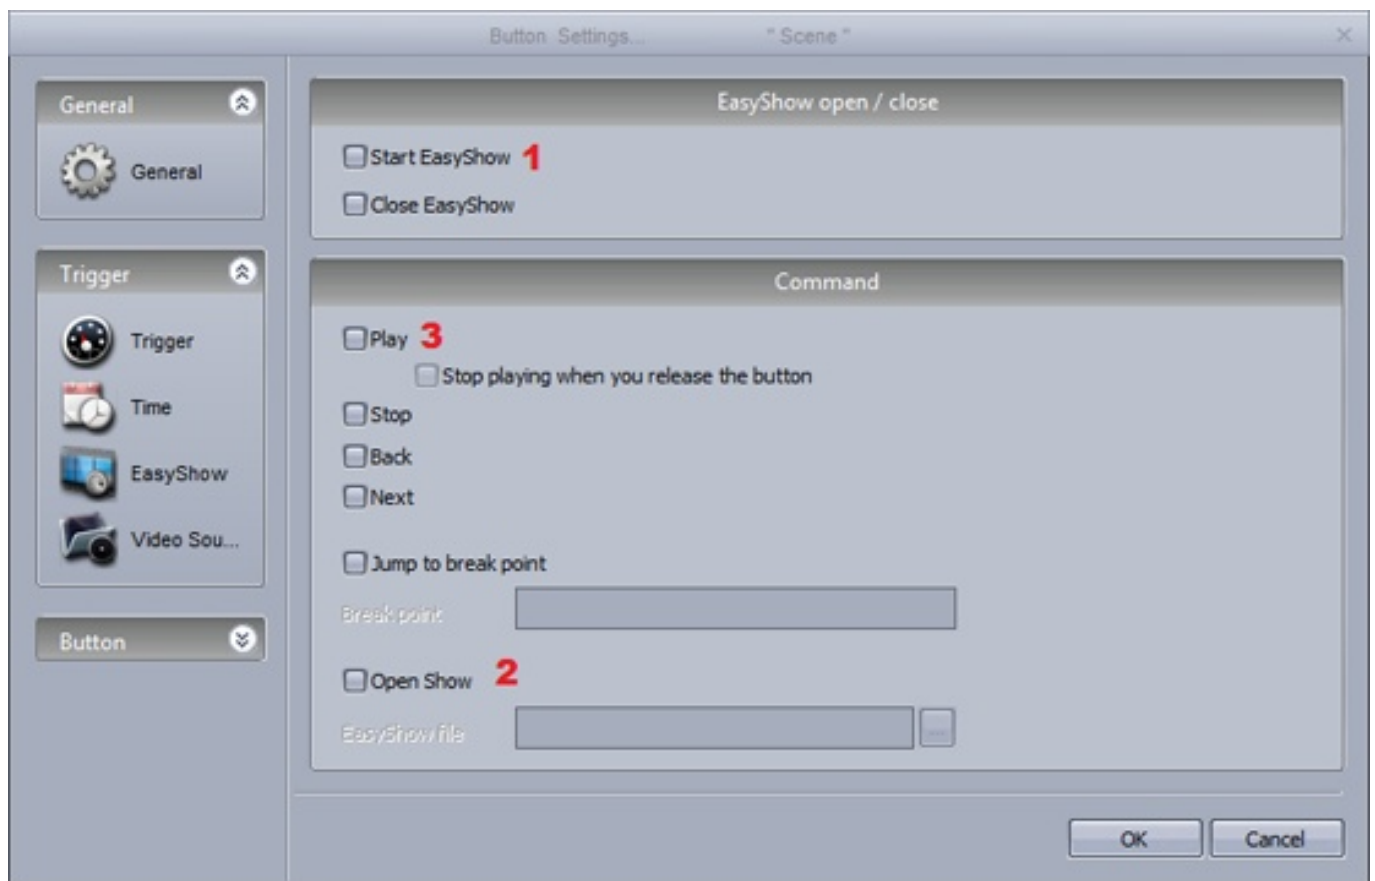 Button Settings... " Scene "
General
General
Trigger
Trigger
Time
EasyShow
Video Sou...
Button
EasyShow open / close
Start EasyShow 1
Close EasyShow
Command
Play 3
Stop playing when you release the button
Stop
Back
Next
Jump to break point
Break point
Open Show 2
EasyShow file ...
OK Cancel